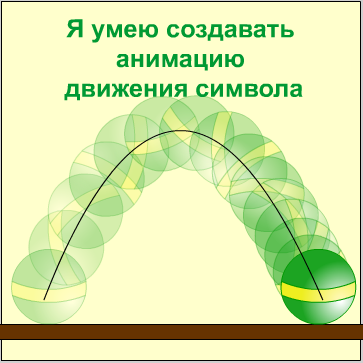 Я умею создавать
анимацию
движения символа